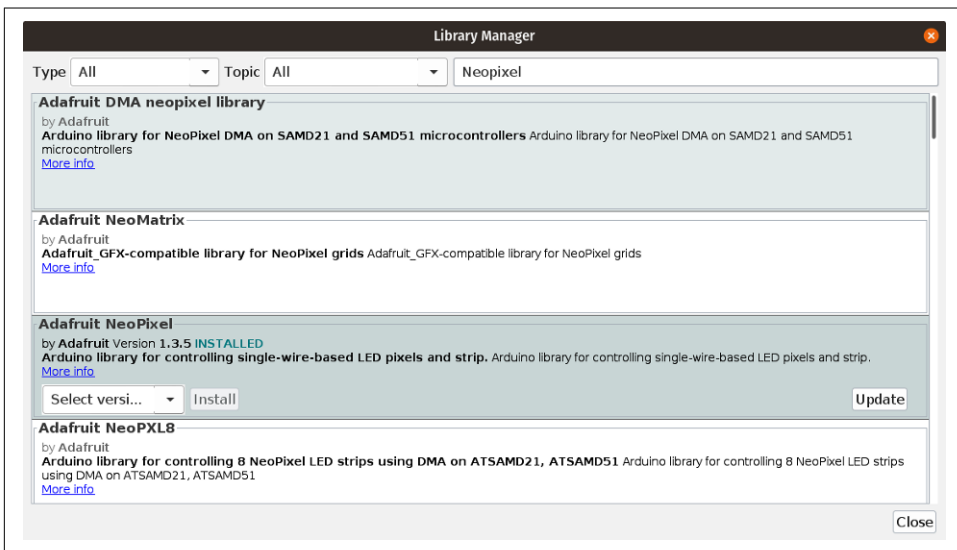 Library Manager
Type All Topic All Neopixel
Adafruit DMA neopixel library
by Adafruit
Arduino library for NeoPixel DMA on SAMD21 and SAMD51 microcontrollers Arduino library for NeoPixel DMA on SAMD21 and SAMD51
microcontrollers
More info
Adafruit NeoMatrix
by Adafruit
Adafruit_GFX-compatible library for NeoPixel grids Adafruit_GFX-compatible library for NeoPixel grids
More info
Adafruit NeoPixel
by Adafruit Version 1.3.5 INSTALLED
Arduino library for controlling single-wire-based LED pixels and strip. Arduino library for controlling single-wire-based LED pixels and strip.
More info
Select versi... Install Update
Adafruit NeoPXL8
by Adafruit
Arduino library for controlling 8 NeoPixel LED strips using DMA on ATSAMD21, ATSAMD51 Arduino library for controlling 8 NeoPixel LED strips
using DMA on ATSAMD21, ATSAMD51
More info
Close